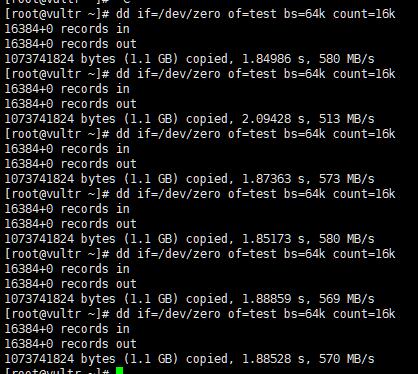 [root@vultr ~]# dd if=/dev/zero of=test bs=64k count=16k
16384+0 records in
16384+0 records out
1073741824 bytes (1.1 GB) copied, 1.84986 s, 580 MB/s
[root@vultr ~]# dd if=/dev/zero of=test bs=64k count=16k
16384+0 records in
16384+0 records out
1073741824 bytes (1.1 GB) copied, 2.09428 s, 513 MB/s
[root@vultr ~]# dd if=/dev/zero of=test bs=64k count=16k
16384+0 records in
16384+0 records out
1073741824 bytes (1.1 GB) copied, 1.87363 s, 573 MB/s
[root@vultr ~]# dd if=/dev/zero of=test bs=64k count=16k
16384+0 records in
16384+0 records out
1073741824 bytes (1.1 GB) copied, 1.85173 s, 580 MB/s
[root@vultr ~]# dd if=/dev/zero of=test bs=64k count=16k
16384+0 records in
16384+0 records out
1073741824 bytes (1.1 GB) copied, 1.88859 s, 569 MB/s
[root@vultr ~]# dd if=/dev/zero of=test bs=64k count=16k
16384+0 records in
16384+0 records out
1073741824 bytes (1.1 GB) copied, 1.88528 s, 570 MB/s
[root@vultr ~]#